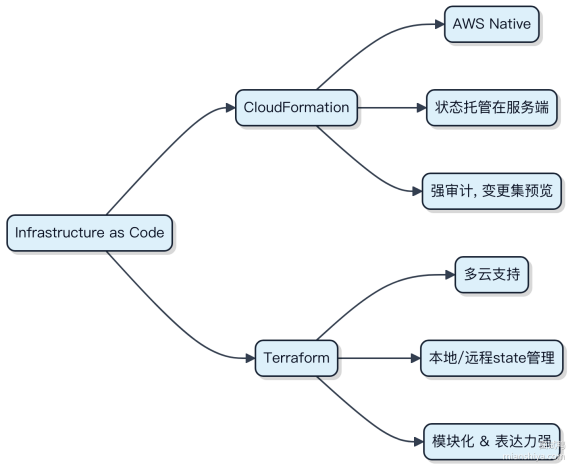 AWS Native
CloudFormation
状态托管在服务端
强审计, 变更集预览
Infrastructure as Code
多云支持
Terraform
本地/远程state管理
模块化 & 表达力强